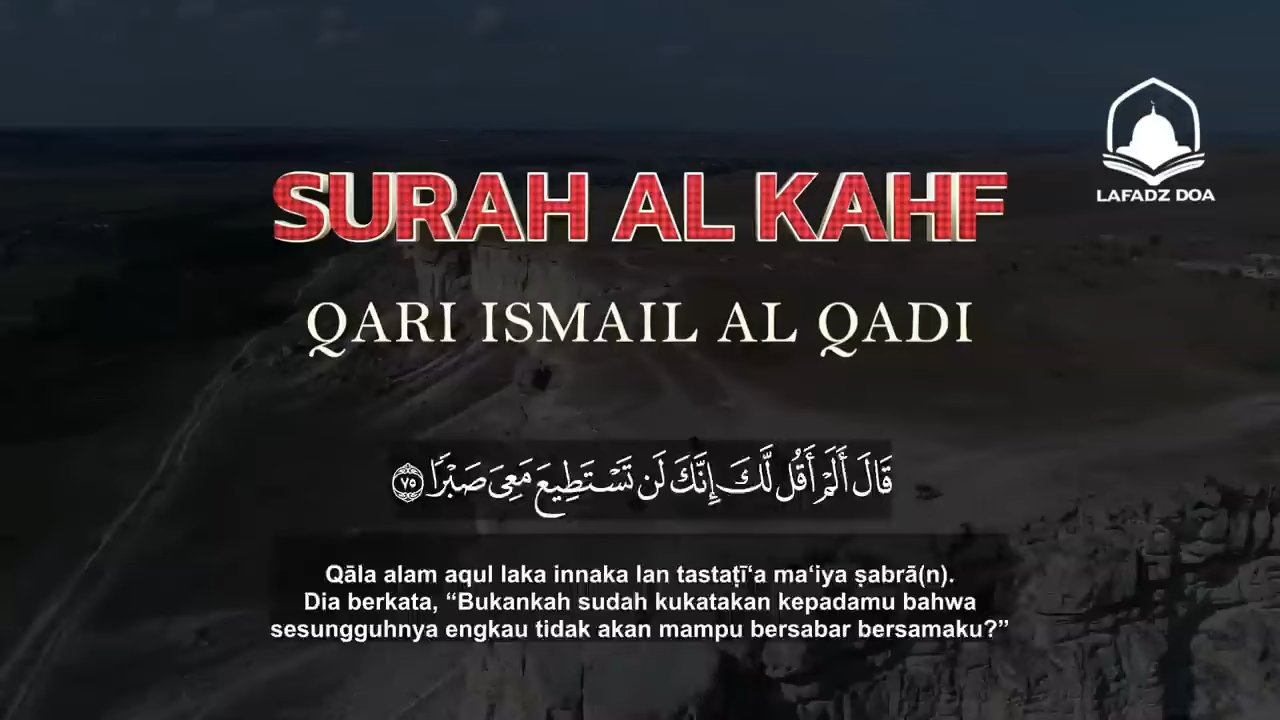 LAFADZ DOA
SURAH AL KAHF
QARI ISMAIL AL QADI
قَالَ أَلَمْ أَقُل لَّكَ إِنَّكَ لَن تَسْتَطِيعَ مَعِىَ صَبْرًا ٧٥
Qāla alam aqul laka innaka lan tastaṭī‘a ma‘iya ṣabrā(n).
Dia berkata, “Bukankah sudah kukatakan kepadamu bahwa
sesungguhnya engkau tidak akan mampu bersabar bersamaku?”